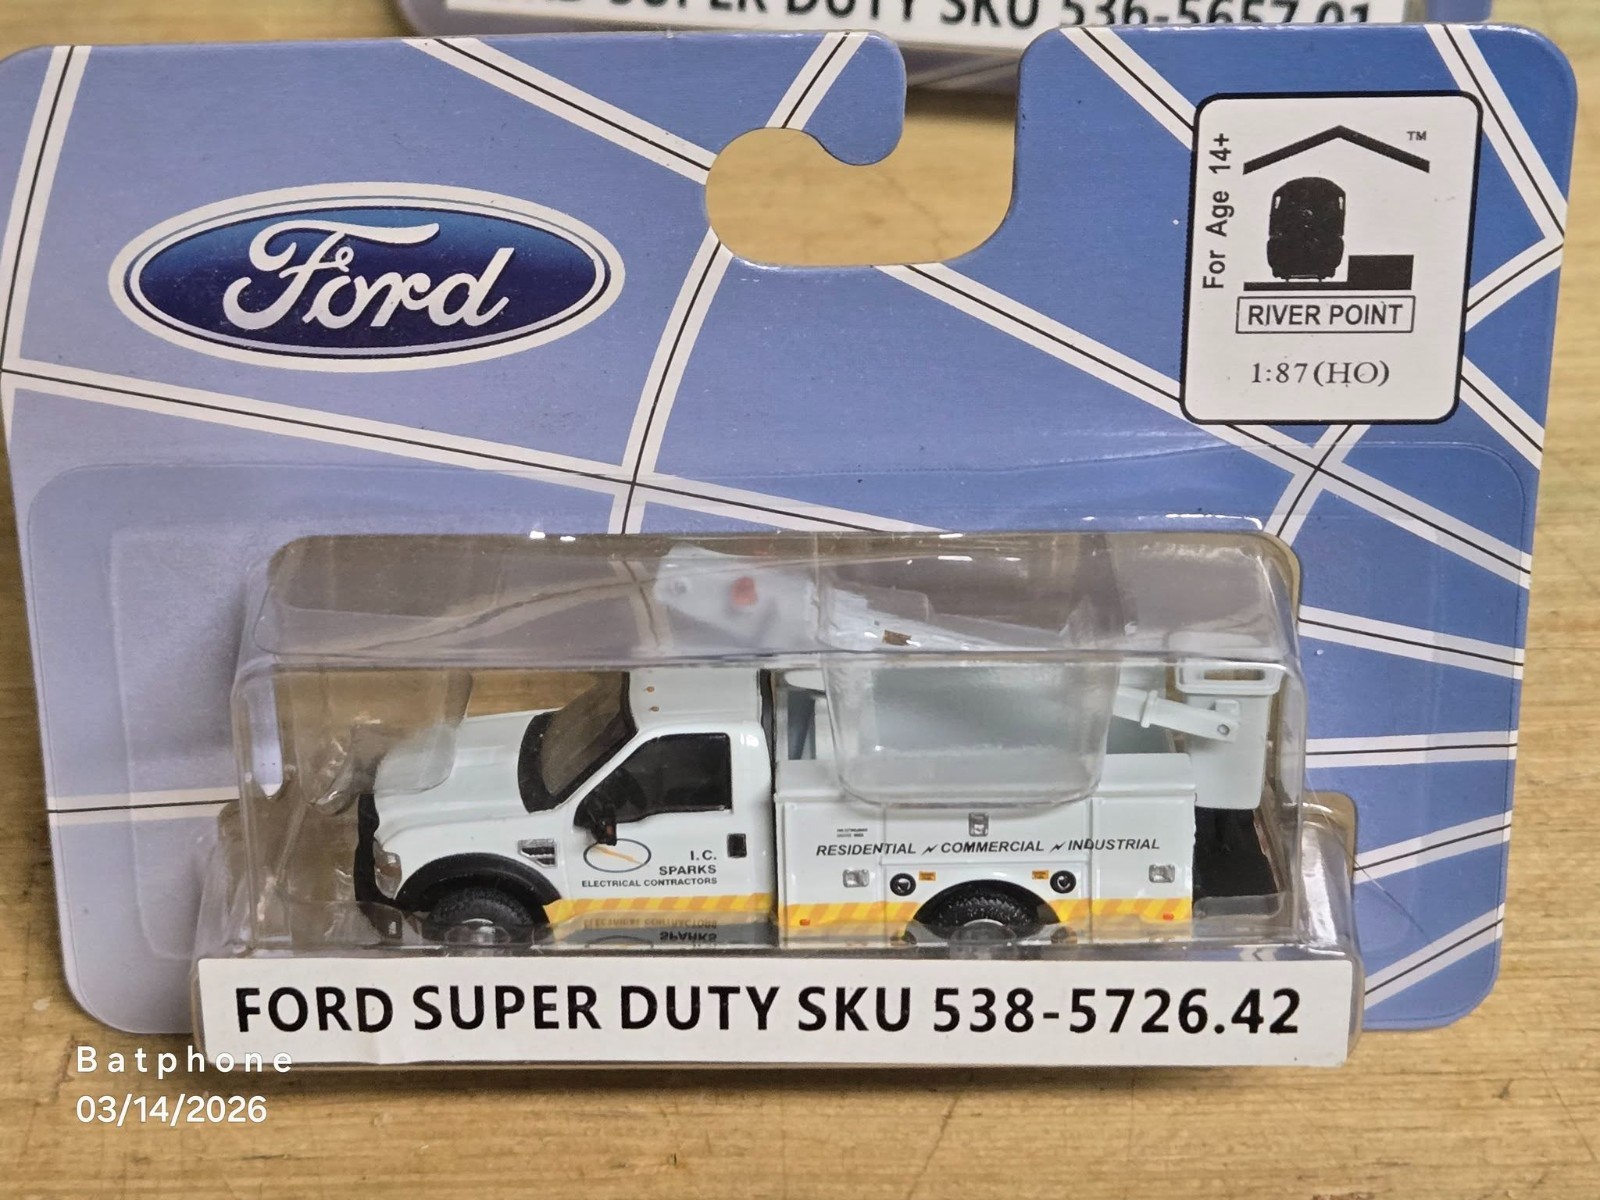 SUPER DUTY SKU 536-5657.01
Ford
For Age 14+
TM
RIVER POINT
1:87(HO)
I.C.
SPARKS
ELECTRICAL CONTRACTORS
RESIDENTIAL COMMERCIAL INDUSTRIAL
FORD SUPER DUTY SKU 538-5726.42
Batphone
03/14/2026